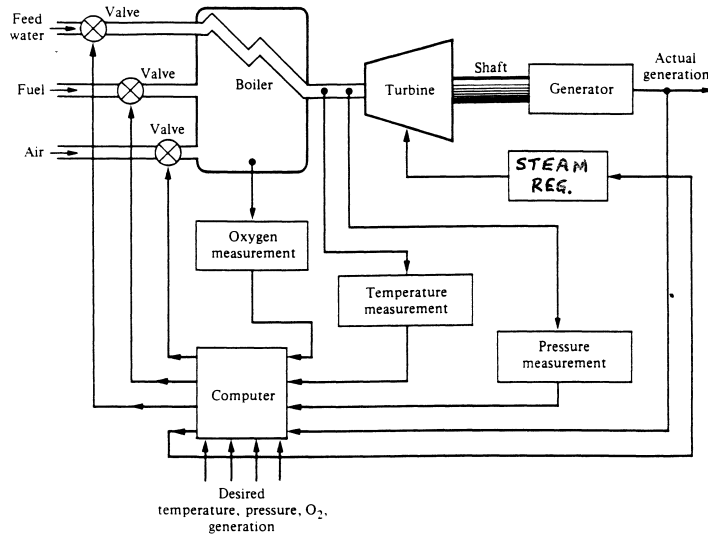 Feed
water
Valve
Fuel
Valve
Air
Valve
Boiler
Turbine
Shaft
Generator
Actual
generation
STEAM
REG.
Oxygen
measurement
Temperature
measurement
Pressure
measurement
Computer
Desired
temperature, pressure, O₂,
generation